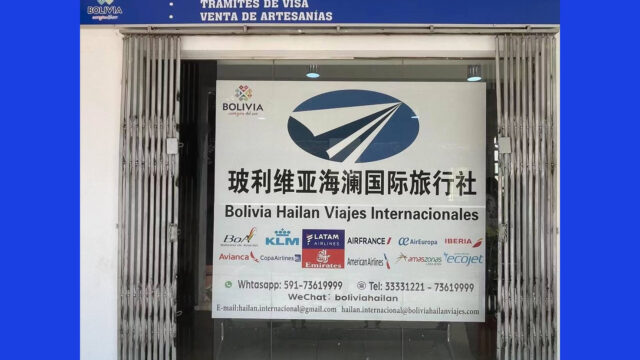 BOLIVIA
: TRAMITES DE VISA :
• VENTA DE ARTESANÍAS •
BOLIVIA
玻利维亚海澜国际旅行社
Bolivia Hailan Viajes Internacionales
BoA KLM LATAM AIRLINES AIRFRANCE AirEuropa IBERIA
Avianca CopaAirlines Emirates American Airlines amaszonas ecojet
Whtasapp: 591-73619999 Tel: 33331221 - 73619999
WeChat: boliviahailan
E-mail:hailan.internacional@gmail.com hailan.internacional@boliviahailanviajes.com